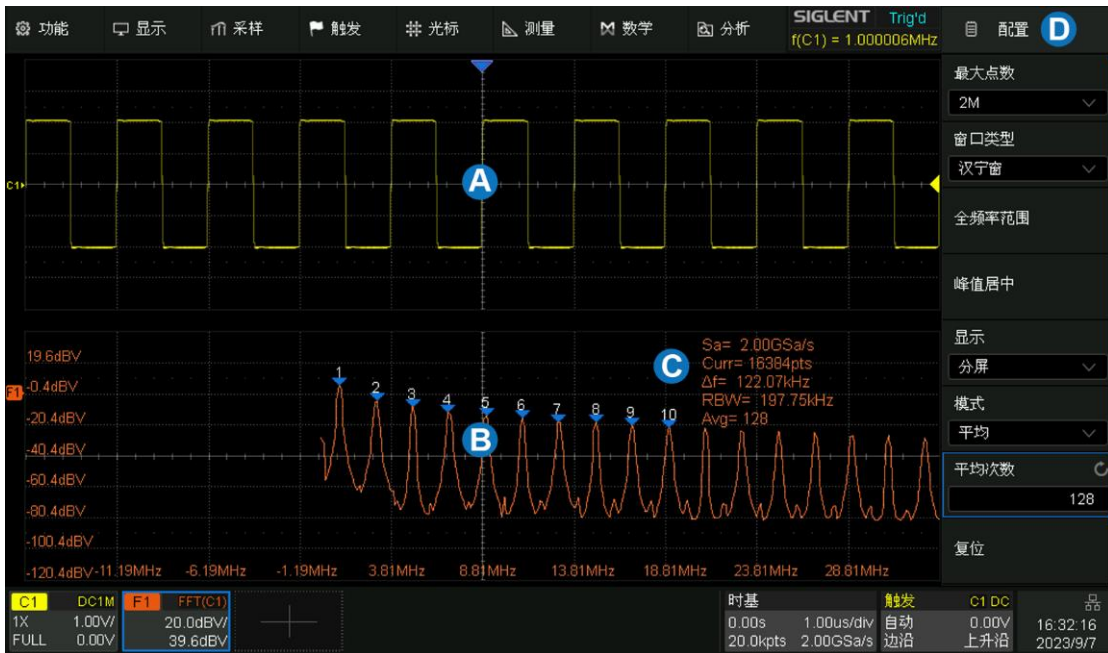 功能 显示 采样 触发 光标 测量 数学 分析 SIGLENT Trig'd
f(C1) = 1.000006MHz
配置 D
最大点数
2M
窗口类型
汉宁窗
全频率范围
峰值居中
显示
分屏
模式
平均
平均次数
128
复位
C1
A
F1
19.6dBV
-0.4dBV
-20.4dBV
-40.4dBV
-60.4dBV
-80.4dBV
-100.4dBV
-120.4dBV
-11.19MHz -6.19MHz -1.19MHz 3.81MHz 8.81MHz 13.81MHz 18.81MHz 23.81MHz 28.81MHz
1 2 3 4 5 6 7 8 9 10
B
C
Sa= 2.00GSa/s
Curr= 16384pts
Δf= 122.07kHz
RBW= 197.75kHz
Avg= 128
C1 DC1M
1X 1.00V/
FULL 0.00V
F1 FFT(C1)
20.0dBV/
39.6dBV
时基
0.00s 1.00us/div
20.0kpts 2.00GSa/s
触发 C1 DC
自动 0.00V
边沿 上升沿
16:32:16
2023/9/7